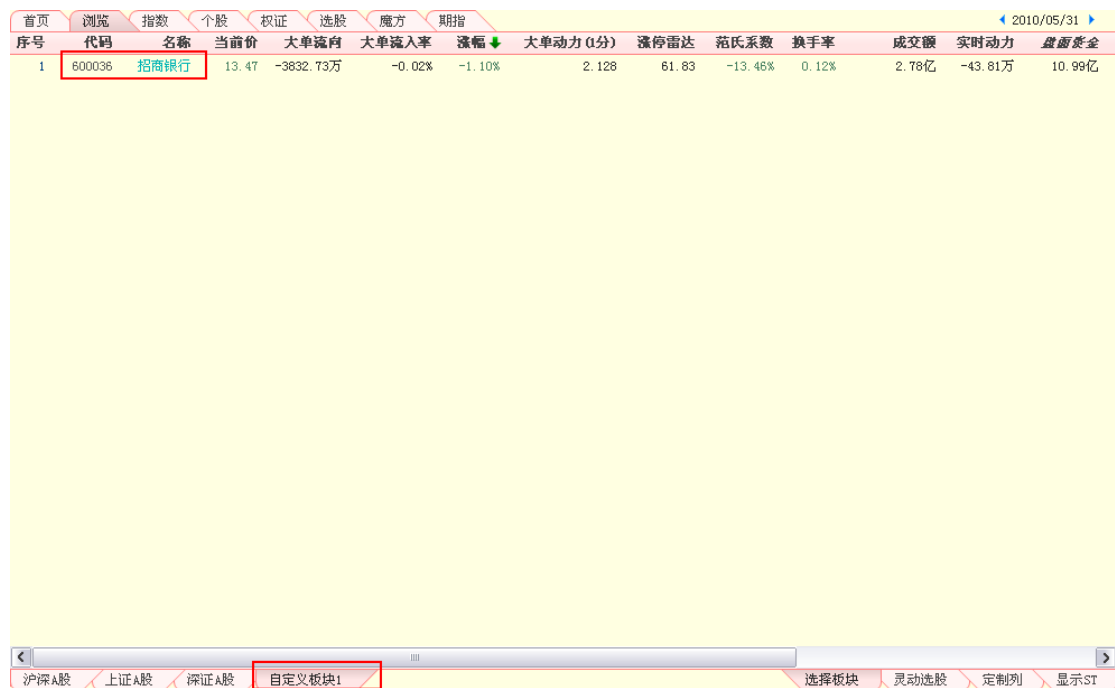 首页 浏览 指数 个股 权证 选股 魔方 期指 2010/05/31
序号 代码 名称 当前价 大单流向 大单流入率 涨幅 大单动力(1分) 涨停雷达 范氏系数 换手率 成交额 实时动力 盘面资金
1 600036 招商银行 13.47 -3832.73万 -0.02% -1.10% 2.128 61.83 -13.46% 0.12% 2.78亿 -43.81万 10.99亿
沪深A股 上证A股 深证A股 自定义板块1 选择板块 灵动选股 定制列 显示ST